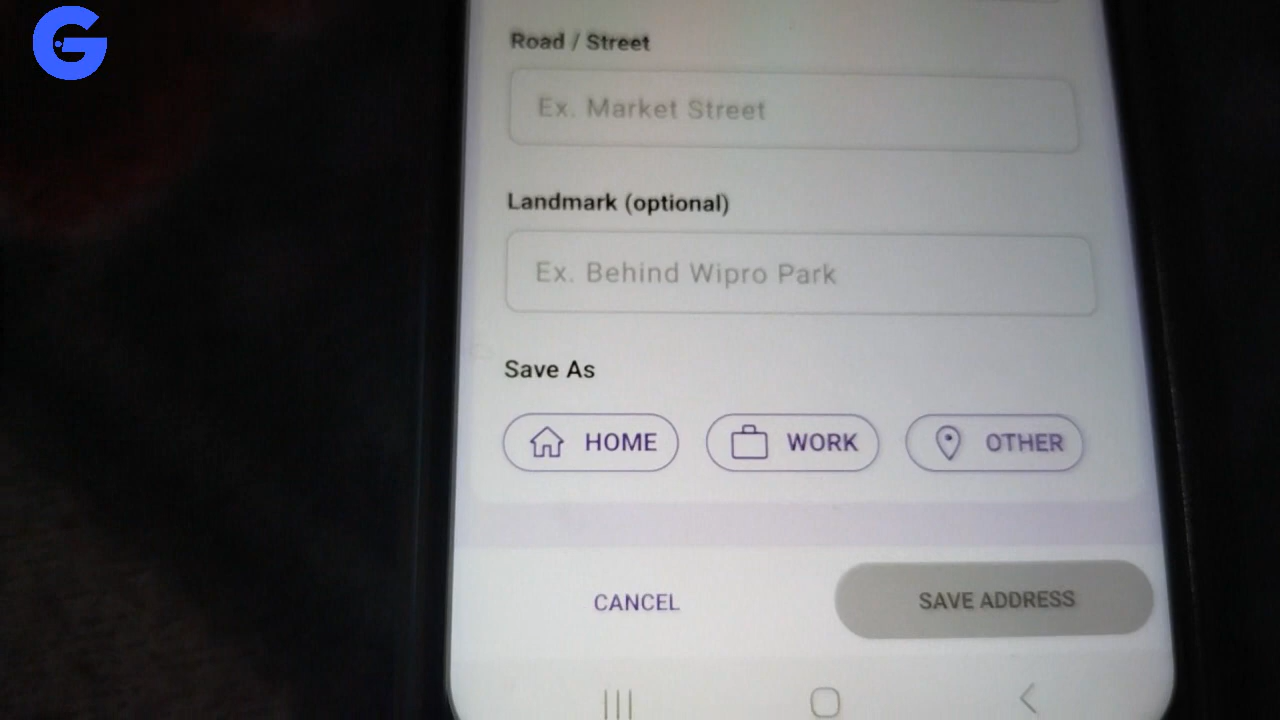 Road / Street
Ex. Market Street
Landmark (optional)
Ex. Behind Wipro Park
Save As
HOME WORK OTHER
CANCEL SAVE ADDRESS